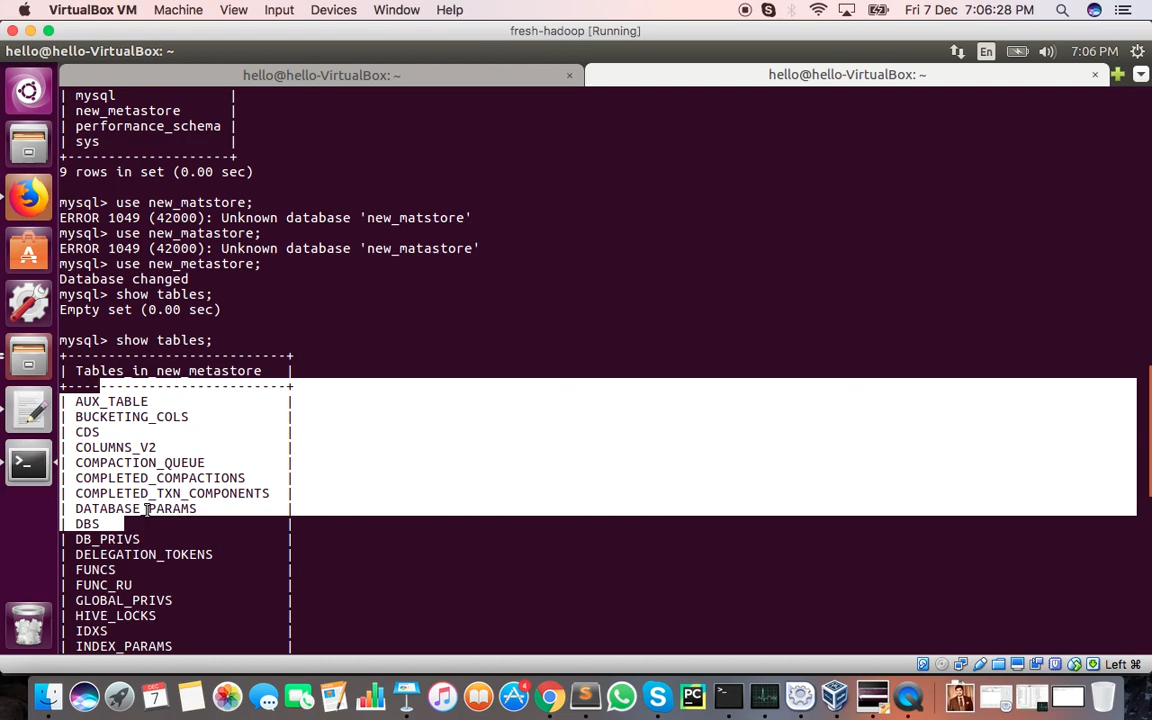 VirtualBox VM Machine View Input Devices Window Help Fri 7 Dec 7:06:28 PM
fresh-hadoop [Running]
hello@hello-VirtualBox: ~ En 7:06 PM
hello@hello-VirtualBox: ~ × hello@hello-VirtualBox: ~ ×
| mysql |
| new_metastore |
| performance_schema |
| sys |
+--------------------+
9 rows in set (0.00 sec)
mysql> use new_matstore;
ERROR 1049 (42000): Unknown database 'new_matstore'
mysql> use new_matastore;
ERROR 1049 (42000): Unknown database 'new_matastore'
mysql> use new_metastore;
Database changed
mysql> show tables;
Empty set (0.00 sec)
mysql> show tables;
+---------------------------+
| Tables_in_new_metastore |
+---------------------------+
| AUX_TABLE |
| BUCKETING_COLS |
| CDS |
| COLUMNS_V2 |
| COMPACTION_QUEUE |
| COMPLETED_COMPACTIONS |
| COMPLETED_TXN_COMPONENTS |
| DATABASE_PARAMS |
| DBS |
| DB_PRIVS |
| DELEGATION_TOKENS |
| FUNCS |
| FUNC_RU |
| GLOBAL_PRIVS |
| HIVE_LOCKS |
| IDXS |
| INDEX_PARAMS |
Left ⌘